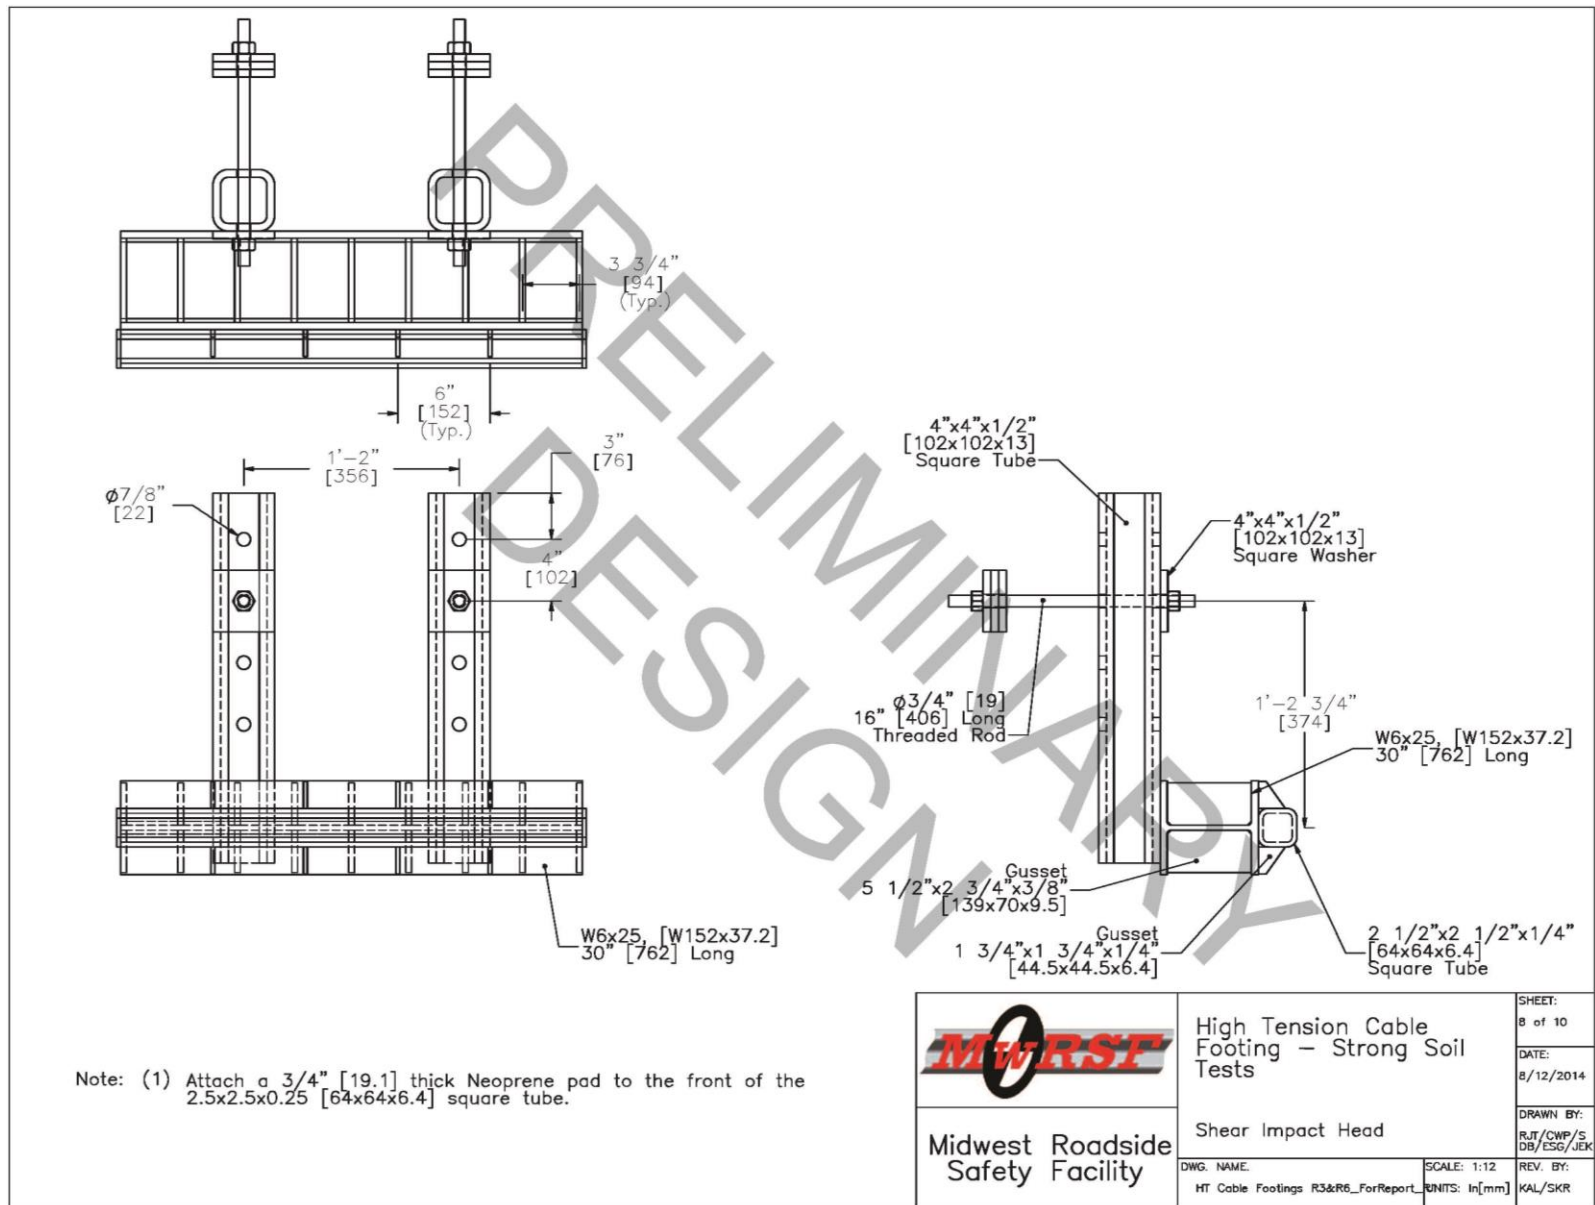 3 3/4"
[94]
(Typ.)
6"
[152]
(Typ.)
1'-2"
[356]
3"
[76]
ø7/8"
[22]
4"
[102]
W6x25, [W152x37.2]
30" [762] Long
4"x4"x1/2"
[102x102x13]
Square Tube
4"x4"x1/2"
[102x102x13]
Square Washer
ø3/4" [19]
16" [406] Long
Threaded Rod
1'-2 3/4"
[374]
W6x25, [W152x37.2]
30" [762] Long
Gusset
5 1/2"x2 3/4"x3/8"
[139x70x9.5]
Gusset
1 3/4"x1 3/4"x1/4"
[44.5x44.5x6.4]
2 1/2"x2 1/2"x1/4"
[64x64x6.4]
Square Tube
PRELIMINARY
DESIGN
Note: (1) Attach a 3/4" [19.1] thick Neoprene pad to the front of the
2.5x2.5x0.25 [64x64x6.4] square tube.
MwRSF
Midwest Roadside
Safety Facility
High Tension Cable
Footing – Strong Soil
Tests
Shear Impact Head
SHEET:
8 of 10
DATE:
8/12/2014
DRAWN BY:
RJT/CWP/S
DB/ESG/JEK
DWG. NAME.
HT Cable Footings R3&R6_ForReport_
SCALE: 1:12
UNITS: In[mm]
REV. BY:
KAL/SKR